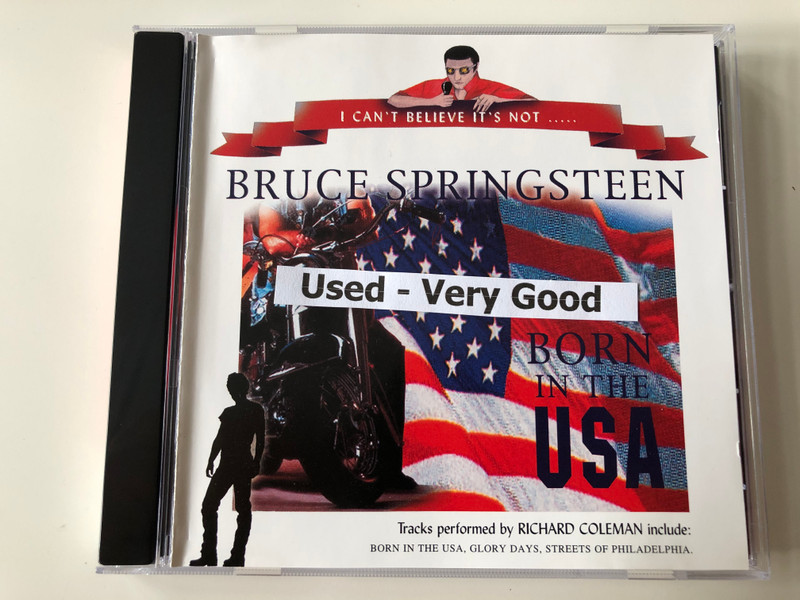 I CAN'T BELIEVE IT'S NOT .....
BRUCE SPRINGSTEEN
Used - Very Good
BORN
IN THE
USA
Tracks performed by RICHARD COLEMAN include:
BORN IN THE USA, GLORY DAYS, STREETS OF PHILADELPHIA.